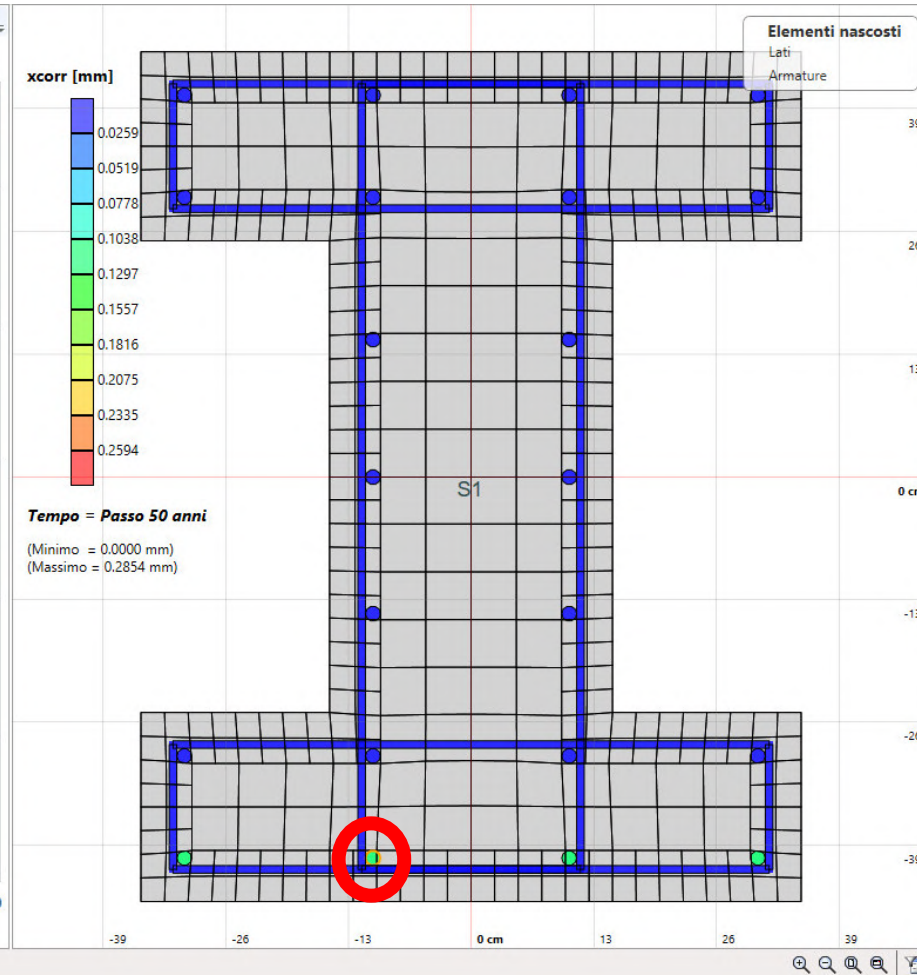 Elementi nascosti
Lati
Armature
xcorr [mm]
0.0259
0.0519
0.0778
0.1038
0.1297
0.1557
0.1816
0.2075
0.2335
0.2594
Tempo = Passo 50 anni
(Minimo = 0.0000 mm)
(Massimo = 0.2854 mm)
S1
39
26
13
0 cm
-13
-26
-39
-39
-26
-13
0 cm
13
26
39